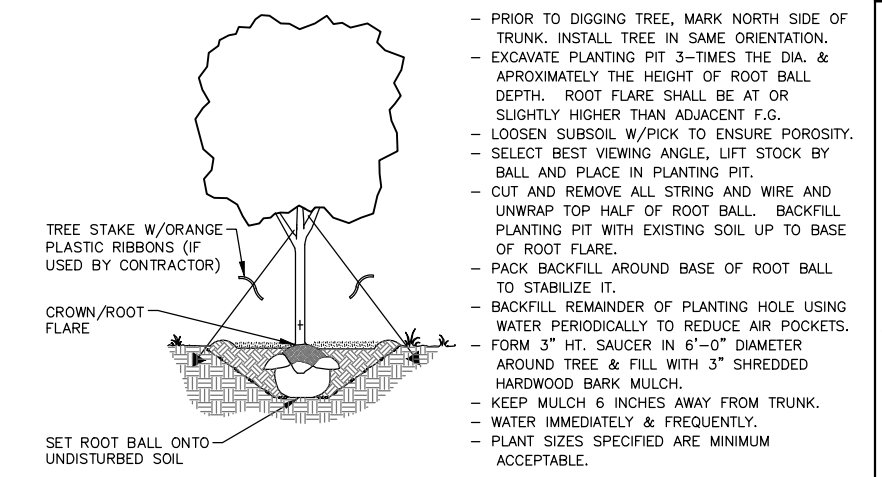 TREE STAKE W/ORANGE
PLASTIC RIBBONS (IF
USED BY CONTRACTOR)
CROWN/ROOT
FLARE
SET ROOT BALL ONTO
UNDISTURBED SOIL
– PRIOR TO DIGGING TREE, MARK NORTH SIDE OF
TRUNK. INSTALL TREE IN SAME ORIENTATION.
– EXCAVATE PLANTING PIT 3–TIMES THE DIA. &
APROXIMATELY THE HEIGHT OF ROOT BALL
DEPTH. ROOT FLARE SHALL BE AT OR
SLIGHTLY HIGHER THAN ADJACENT F.G.
– LOOSEN SUBSOIL W/PICK TO ENSURE POROSITY.
– SELECT BEST VIEWING ANGLE, LIFT STOCK BY
BALL AND PLACE IN PLANTING PIT.
– CUT AND REMOVE ALL STRING AND WIRE AND
UNWRAP TOP HALF OF ROOT BALL. BACKFILL
PLANTING PIT WITH EXISTING SOIL UP TO BASE
OF ROOT FLARE.
– PACK BACKFILL AROUND BASE OF ROOT BALL
TO STABILIZE IT.
– BACKFILL REMAINDER OF PLANTING HOLE USING
WATER PERIODICALLY TO REDUCE AIR POCKETS.
– FORM 3" HT. SAUCER IN 6'–0" DIAMETER
AROUND TREE & FILL WITH 3" SHREDDED
HARDWOOD BARK MULCH.
– KEEP MULCH 6 INCHES AWAY FROM TRUNK.
– WATER IMMEDIATELY & FREQUENTLY.
– PLANT SIZES SPECIFIED ARE MINIMUM
ACCEPTABLE.